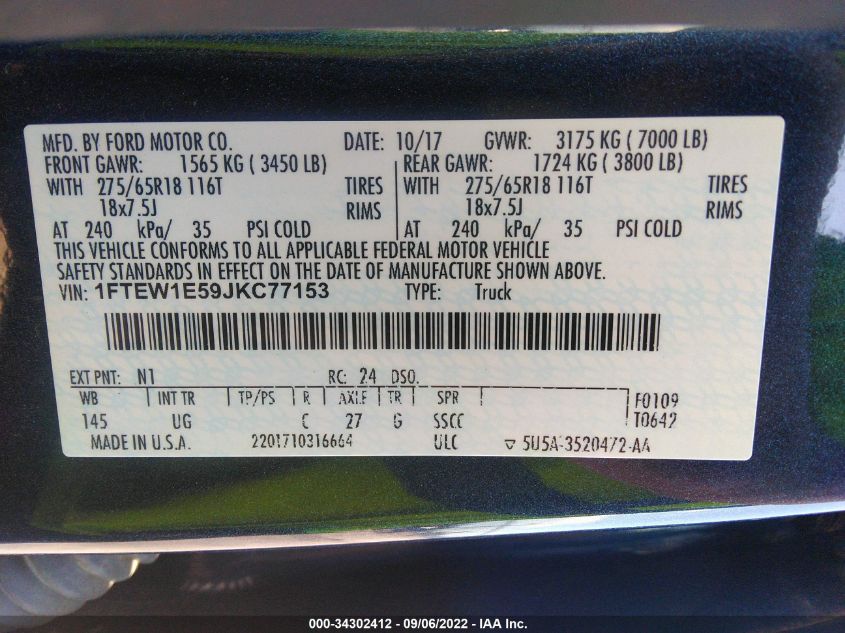 MFD. BY FORD MOTOR CO. DATE: 10/17 GVWR: 3175 KG ( 7000 LB)
FRONT GAWR: 1565 KG ( 3450 LB) REAR GAWR: 1724 KG ( 3800 LB)
WITH 275/65R18 116T TIRES WITH 275/65R18 116T TIRES
18x7.5J RIMS 18x7.5J RIMS
AT 240 kPa/ 35 PSI COLD AT 240 kPa/ 35 PSI COLD
THIS VEHICLE CONFORMS TO ALL APPLICABLE FEDERAL MOTOR VEHICLE
SAFETY STANDARDS IN EFFECT ON THE DATE OF MANUFACTURE SHOWN ABOVE.
VIN: 1FTEW1E59JKC77153 TYPE: Truck
EXT PNT: N1 RC: 24 DSO:
WB INT TR TP/PS R AXLE TR SPR F0109
145 UG C 27 G SSCC T0642
MADE IN U.S.A. 2201710316664 ULC ▽ 5U5A-3520472-AA
000-34302412 - 09/06/2022 - IAA Inc.